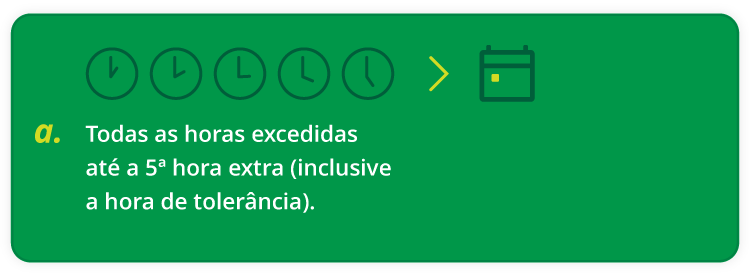 a. Todas as horas excedidas
até a 5ª hora extra (inclusive
a hora de tolerância).